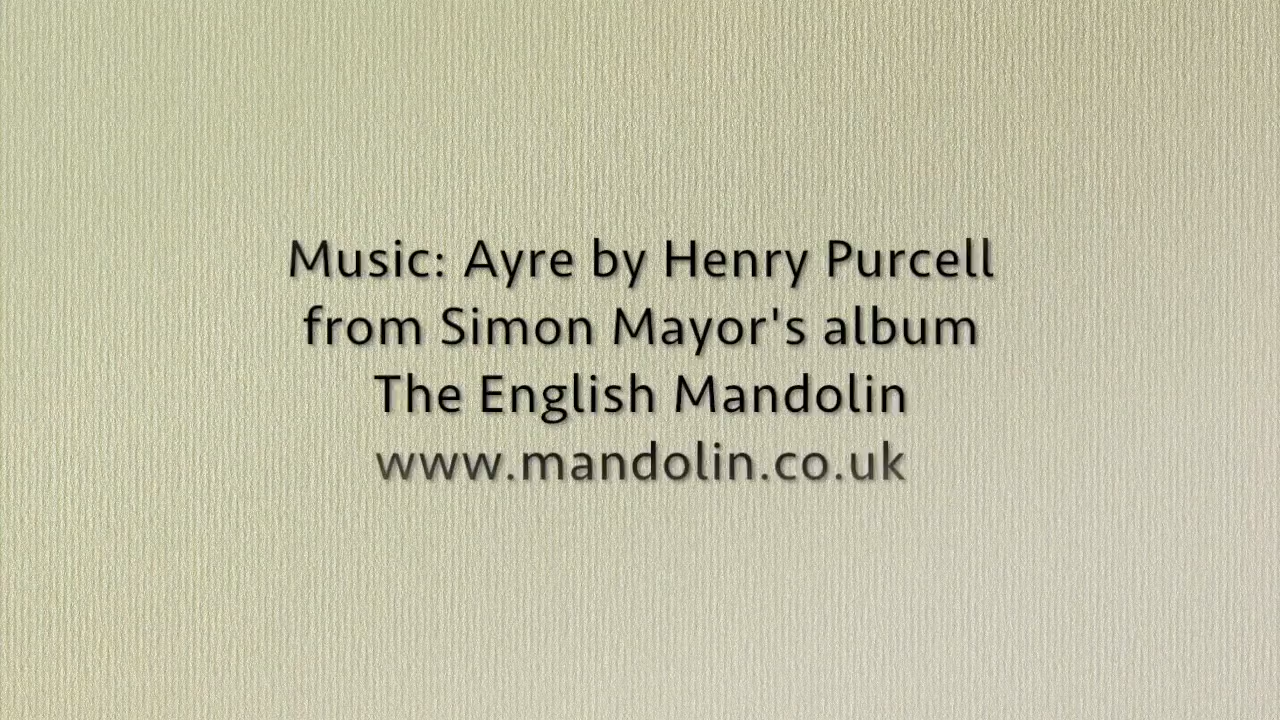 Music: Ayre by Henry Purcell
from Simon Mayor's album
The English Mandolin
www.mandolin.co.uk